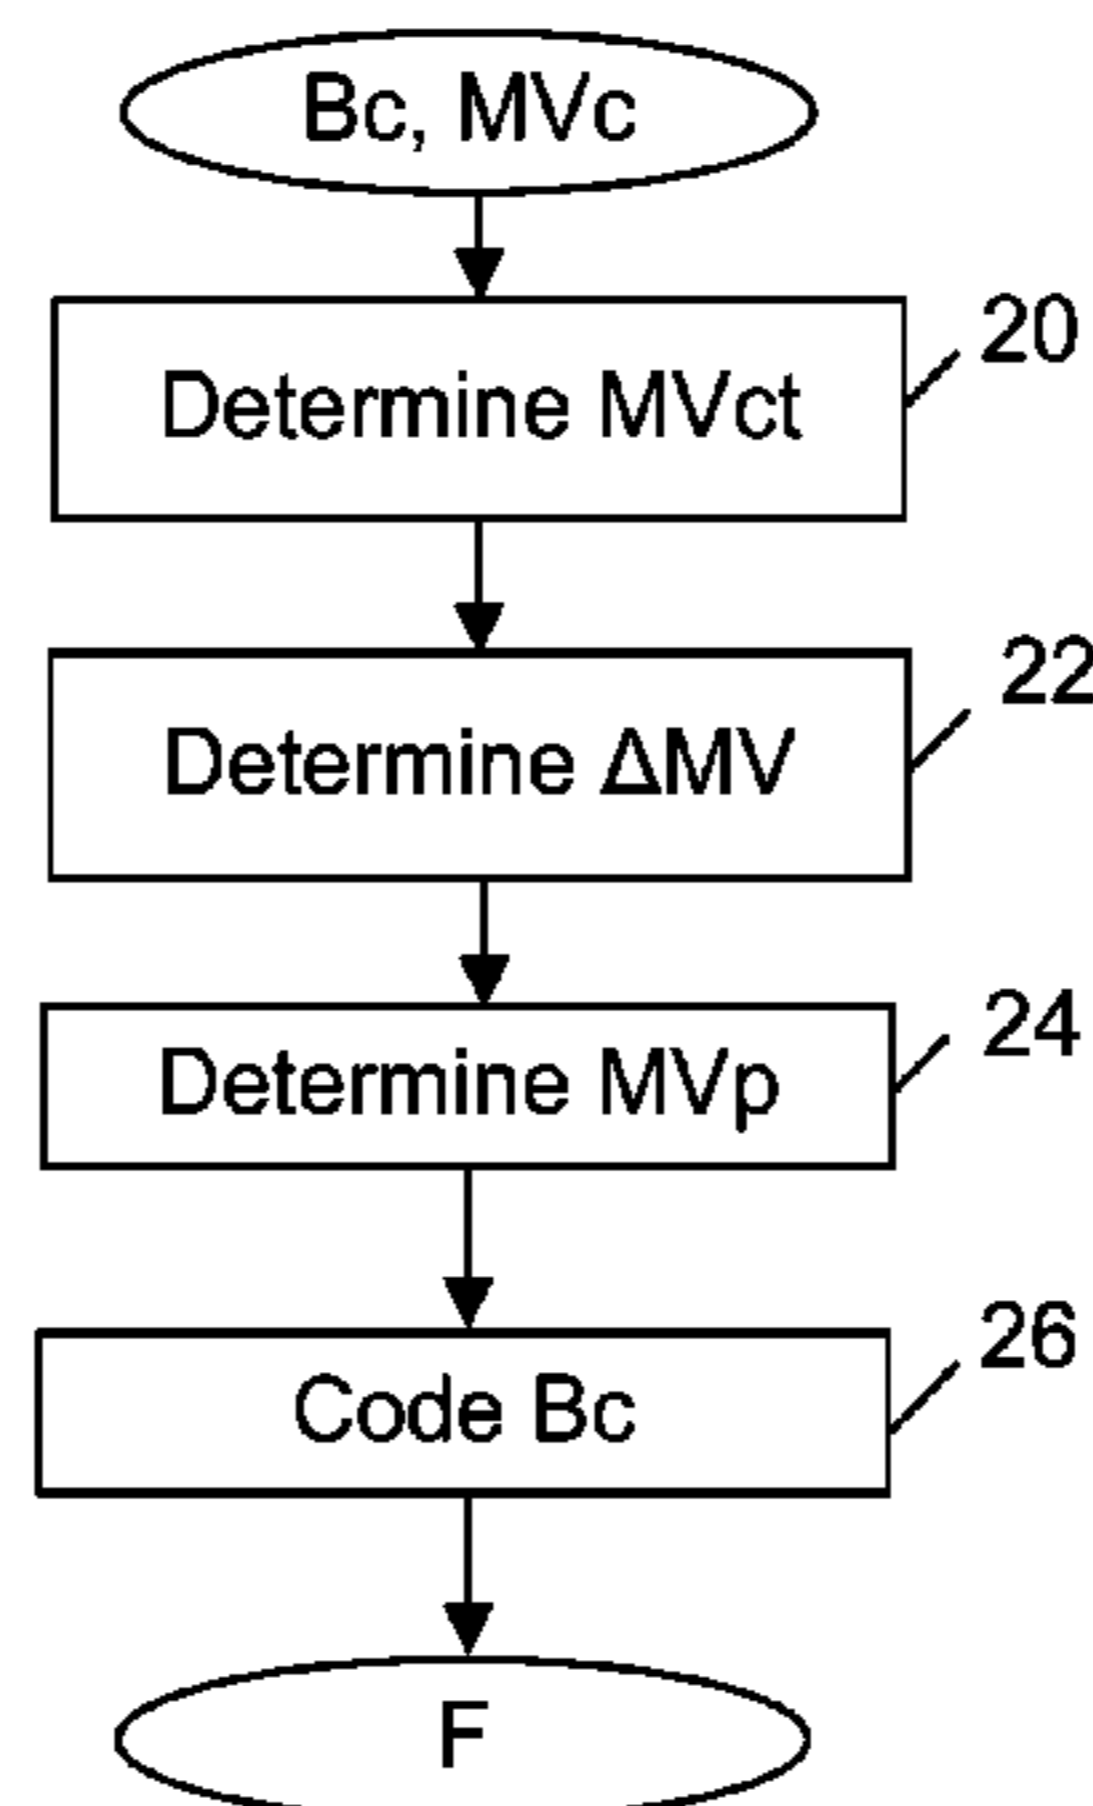 Bc, MVc
Determine MVct
20
Determine ΔMV
22
Determine MVp
24
Code Bc
26
F